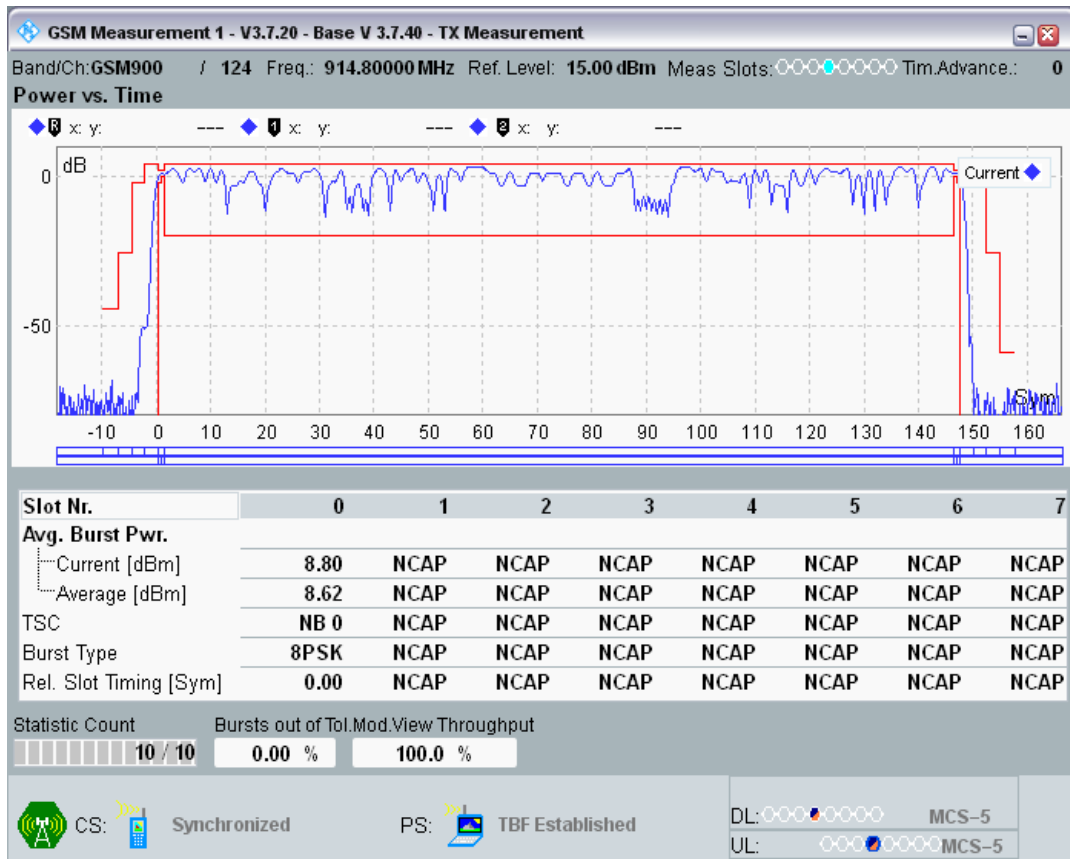 GSM Measurement 1 - V3.7.20 - Base V 3.7.40 - TX Measurement
Band/Ch:GSM900 / 124 Freq.: 914.80000 MHz Ref. Level: 15.00 dBm Meas Slots: Tim.Advance.: 0
Power vs. Time
R x: y: --- 1 x: y: --- 2 x: y: ---
dB
Current
0
-50
Sym
-10 0 10 20 30 40 50 60 70 80 90 100 110 120 130 140 150 160
Slot Nr. 0 1 2 3 4 5 6 7
Avg. Burst Pwr.
Current [dBm] 8.80 NCAP NCAP NCAP NCAP NCAP NCAP NCAP
Average [dBm] 8.62 NCAP NCAP NCAP NCAP NCAP NCAP NCAP
TSC NB 0 NCAP NCAP NCAP NCAP NCAP NCAP NCAP
Burst Type 8PSK NCAP NCAP NCAP NCAP NCAP NCAP NCAP
Rel. Slot Timing [Sym] 0.00 NCAP NCAP NCAP NCAP NCAP NCAP NCAP
Statistic Count Bursts out of Tol.Mod.View Throughput
10 / 10 0.00 % 100.0 %
CS: Synchronized PS: TBF Established
DL: MCS-5
UL: MCS-5